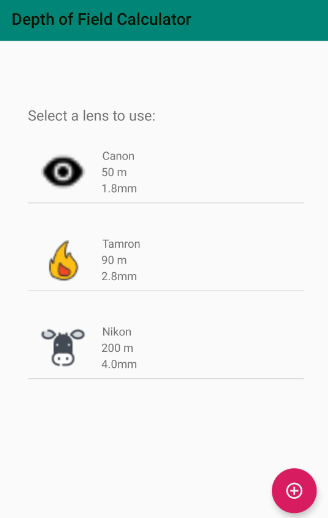 Depth of Field Calculator
Select a lens to use:
Canon
50 m
1.8mm
Tamron
90 m
2.8mm
Nikon
200 m
4.0mm